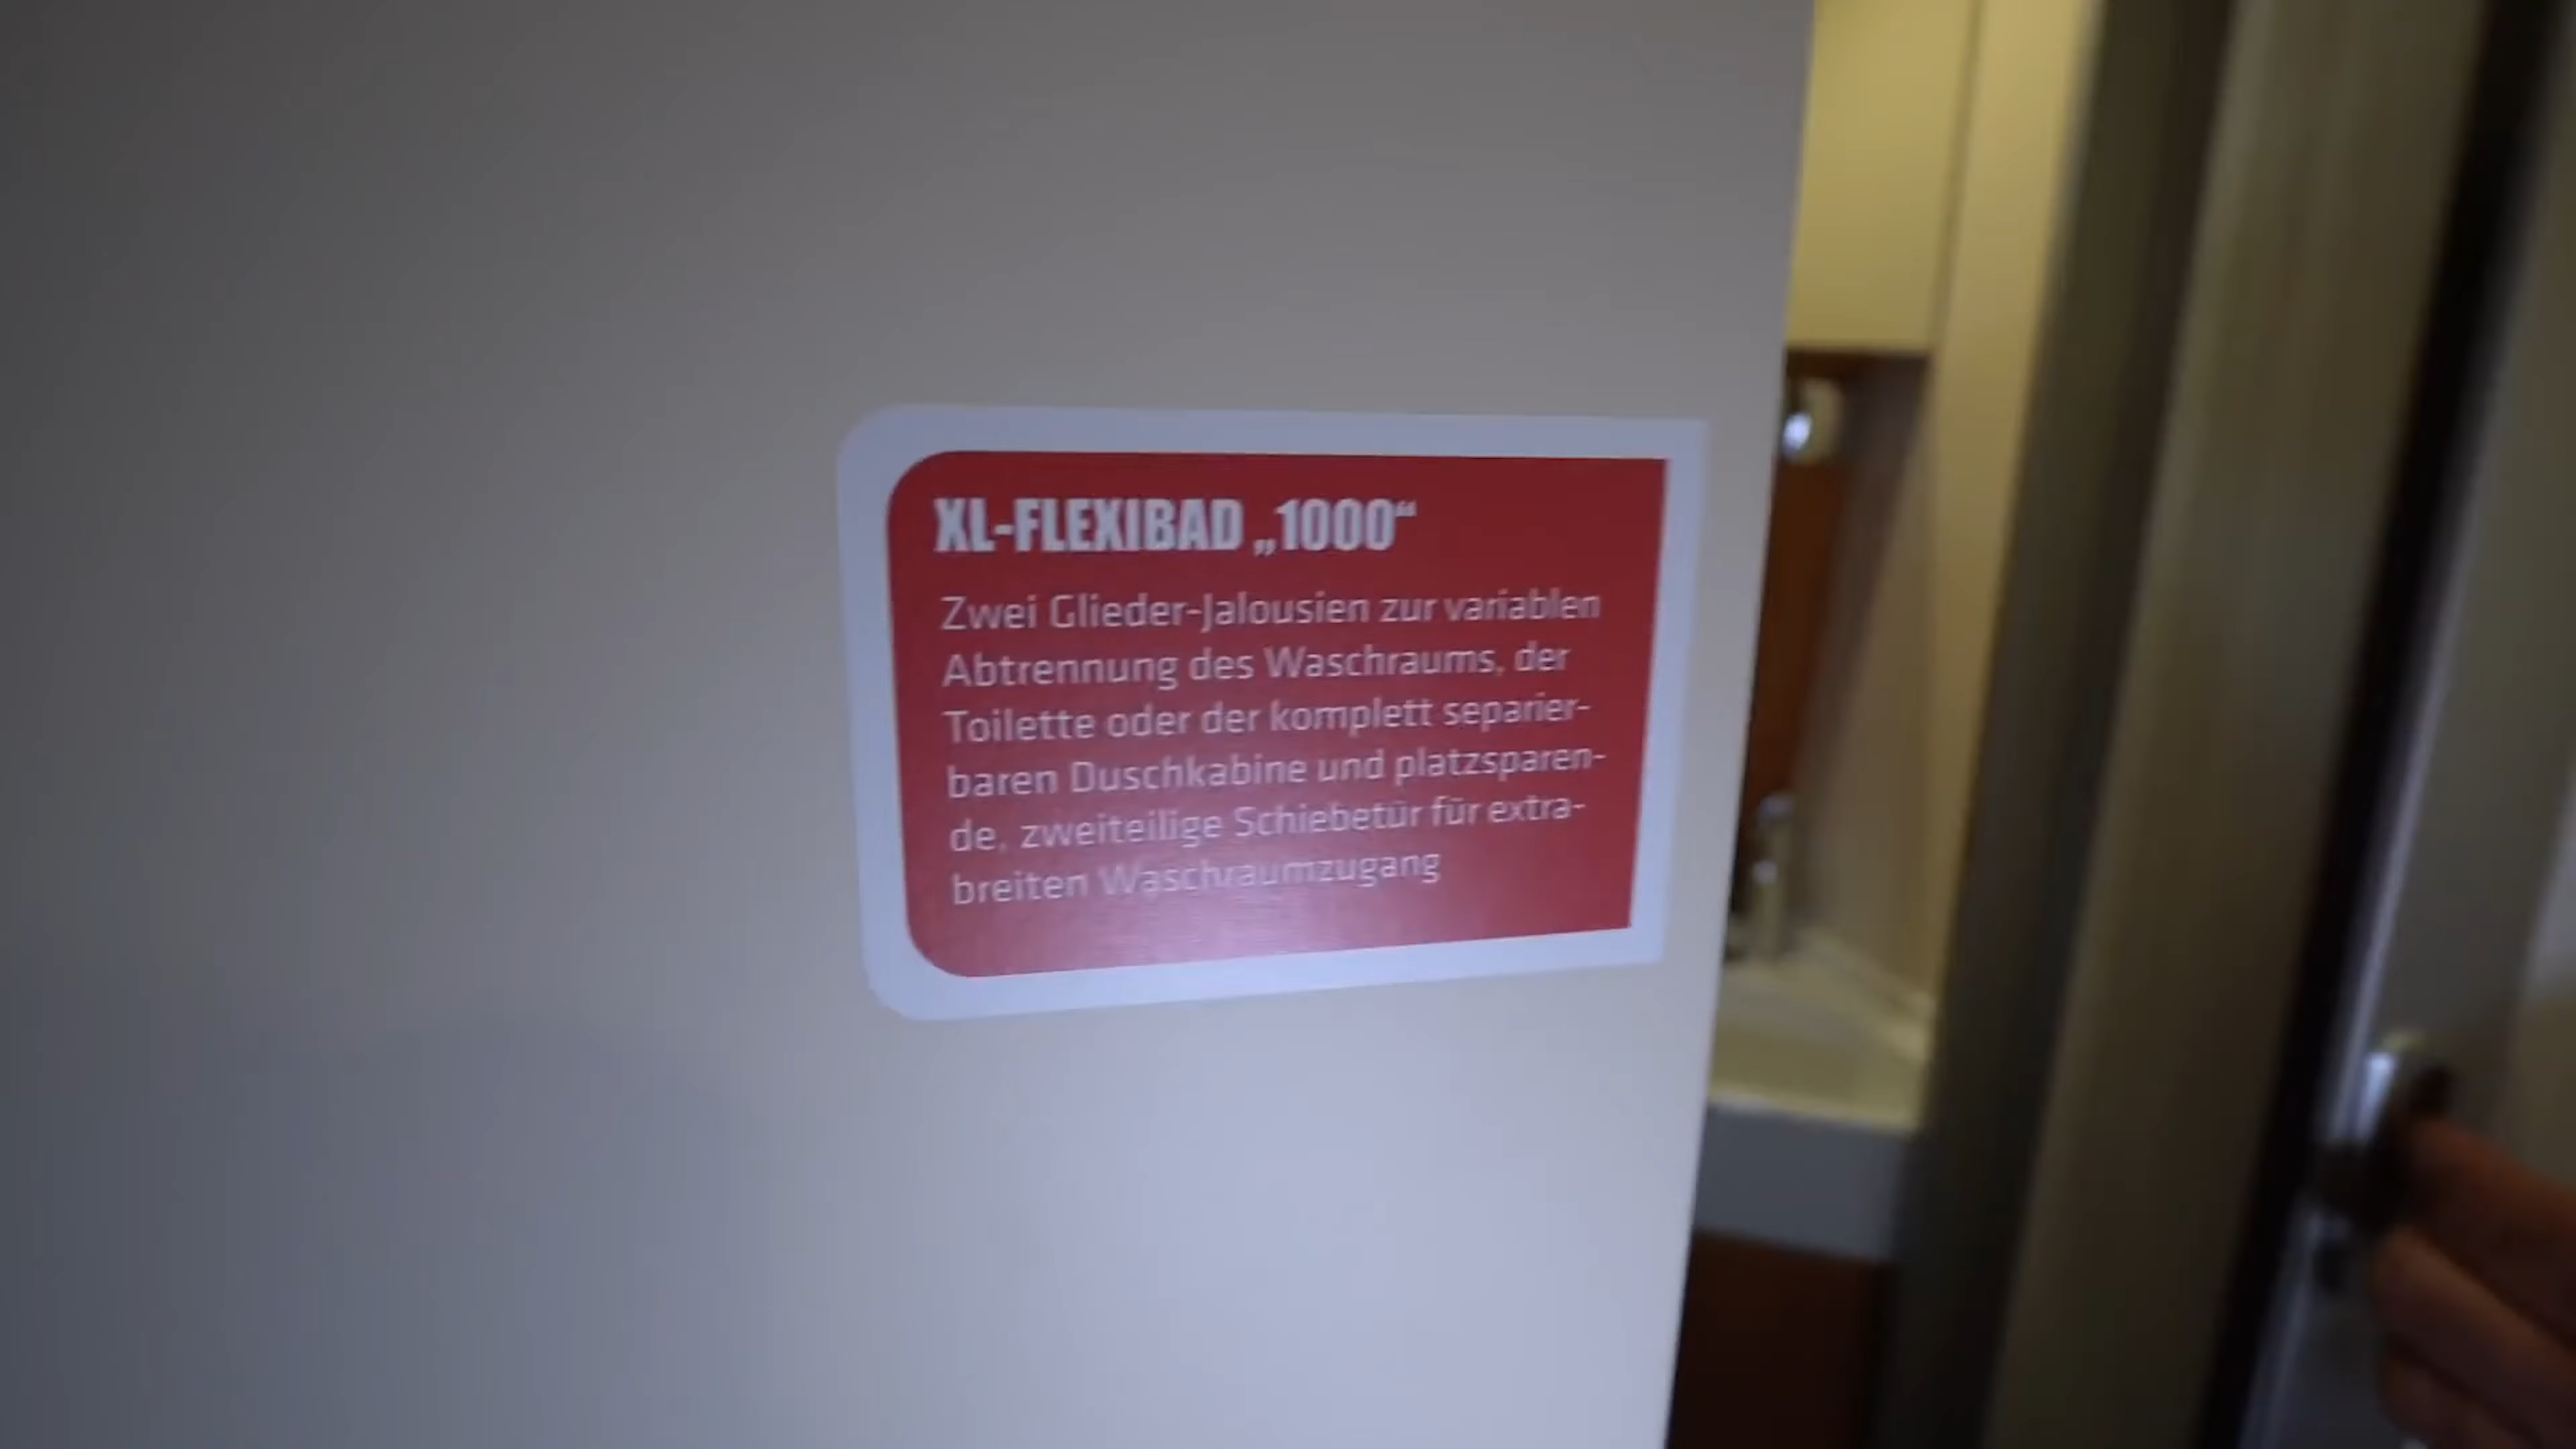 XL-FLEXIBAD „1000“
Zwei Glieder-Jalousien zur variablen
Abtrennung des Waschraums, der
Toilette oder der komplett separier-
baren Duschkabine und platzsparen-
de, zweiteilige Schiebetür für extra-
breiten Waschraumzugang